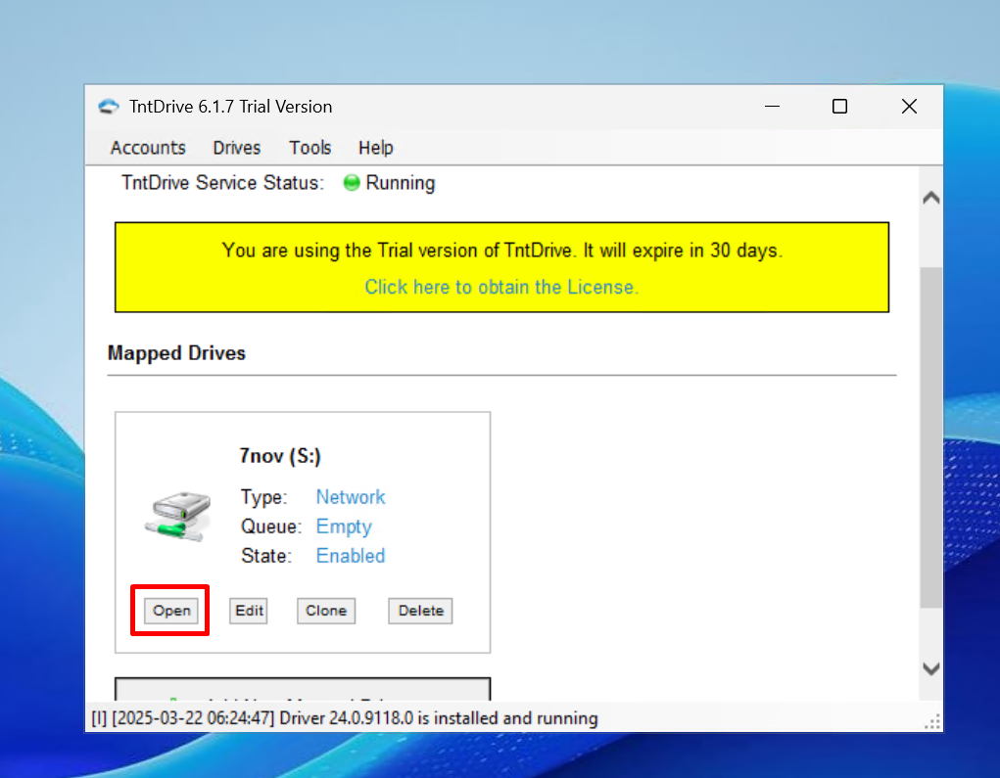 TntDrive 6.1.7 Trial Version
Accounts Drives Tools Help
TntDrive Service Status: Running
You are using the Trial version of TntDrive. It will expire in 30 days.
Click here to obtain the License.
Mapped Drives
7nov (S:)
Type: Network
Queue: Empty
State: Enabled
Open Edit Clone Delete
[I] [2025-03-22 06:24:47] Driver 24.0.9118.0 is installed and running